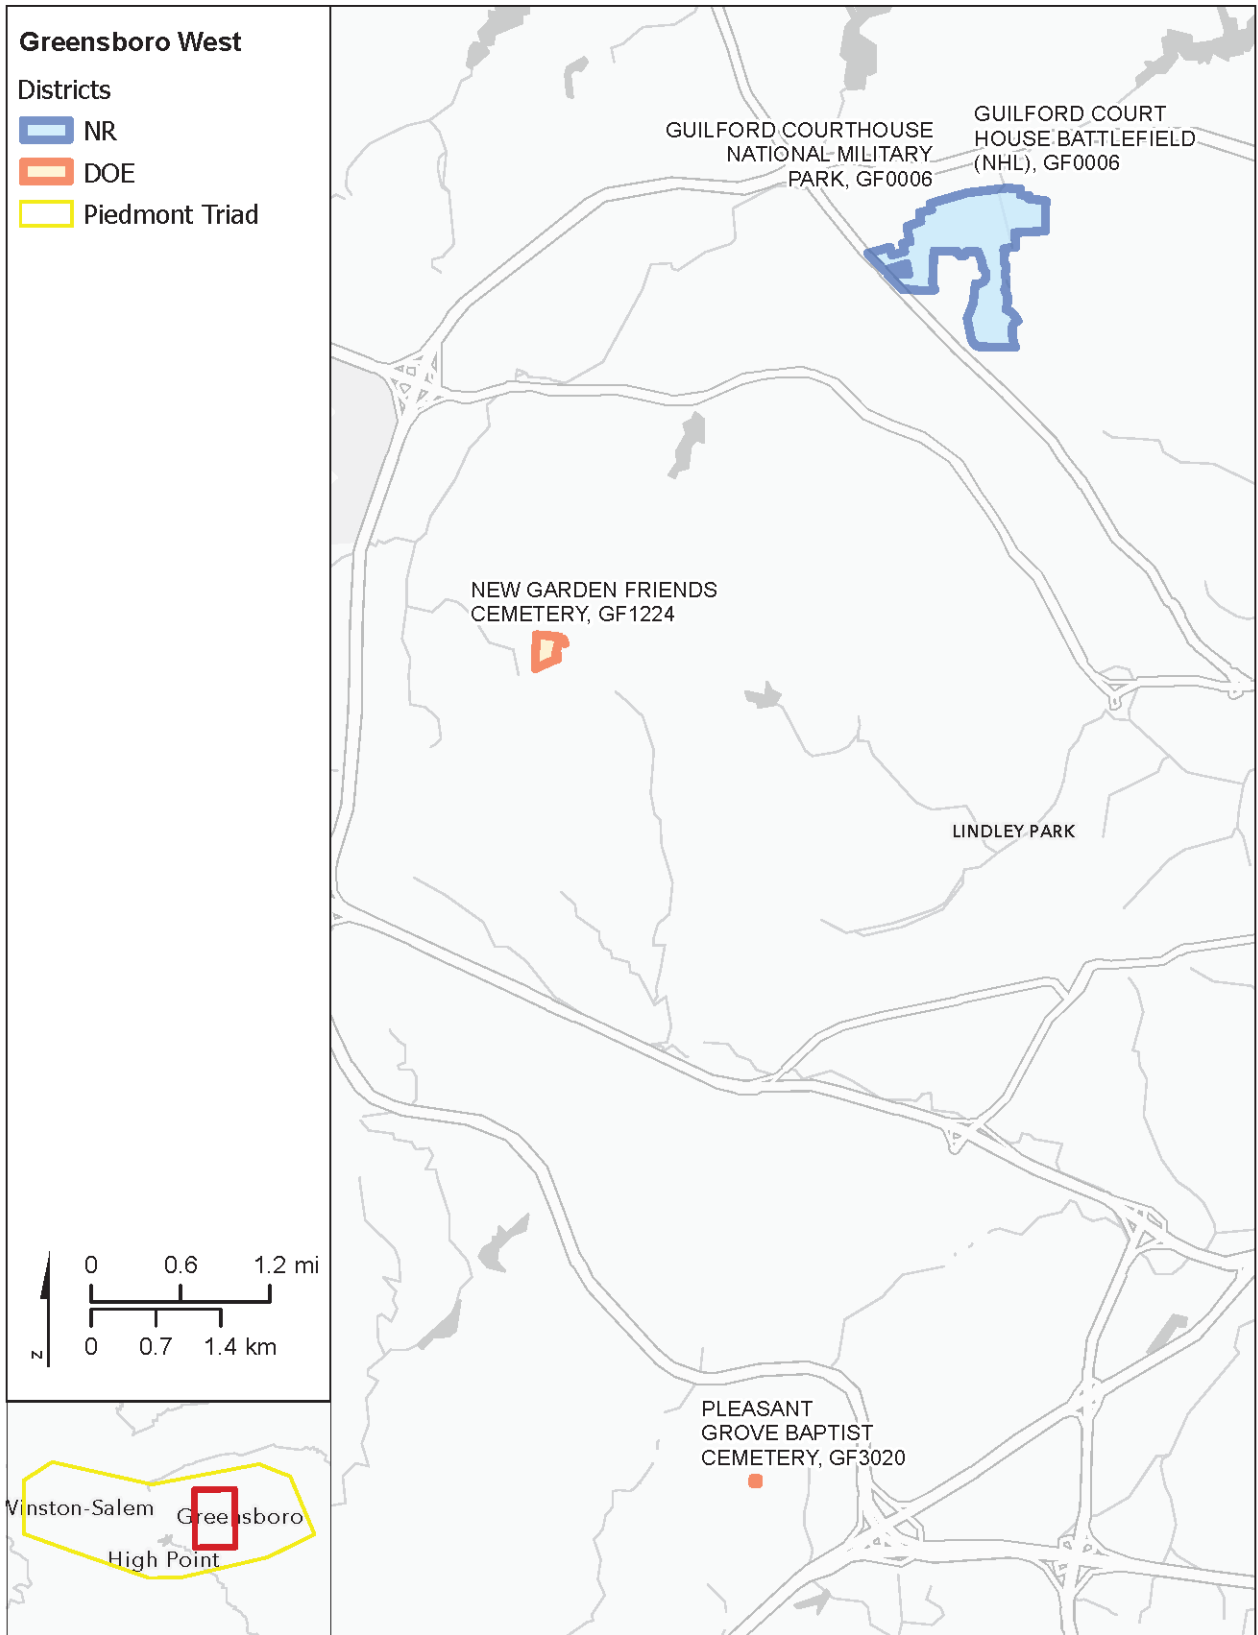 Greensboro West
Districts
NR
DOE
Piedmont Triad
GUILFORD COURTHOUSE
NATIONAL MILITARY
PARK, GF0006
GUILFORD COURT
HOUSE BATTLEFIELD
(NHL), GF0006
NEW GARDEN FRIENDS
CEMETERY, GF1224
LINDLEY PARK
PLEASANT
GROVE BAPTIST
CEMETERY, GF3020
0 0.6 1.2 mi
0 0.7 1.4 km
N
Winston-Salem
Greensboro
High Point